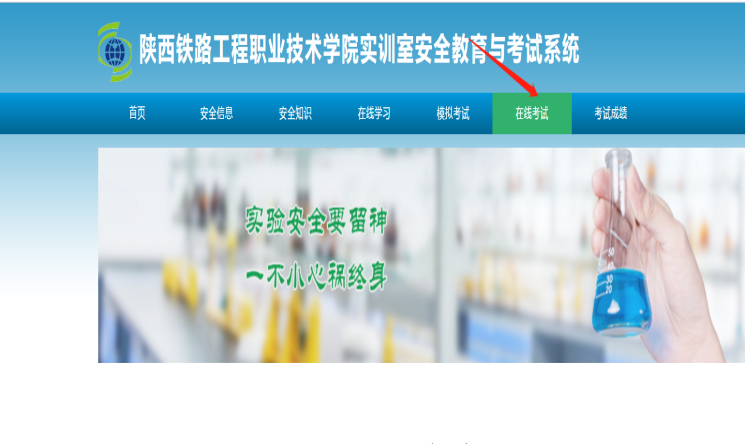 陕西铁路工程职业技术学院实训室安全教育与考试系统
首页 安全信息 安全知识 在线学习 模拟考试 在线考试 考试成绩
实验安全要留神
一不小心祸终身
50
30
20